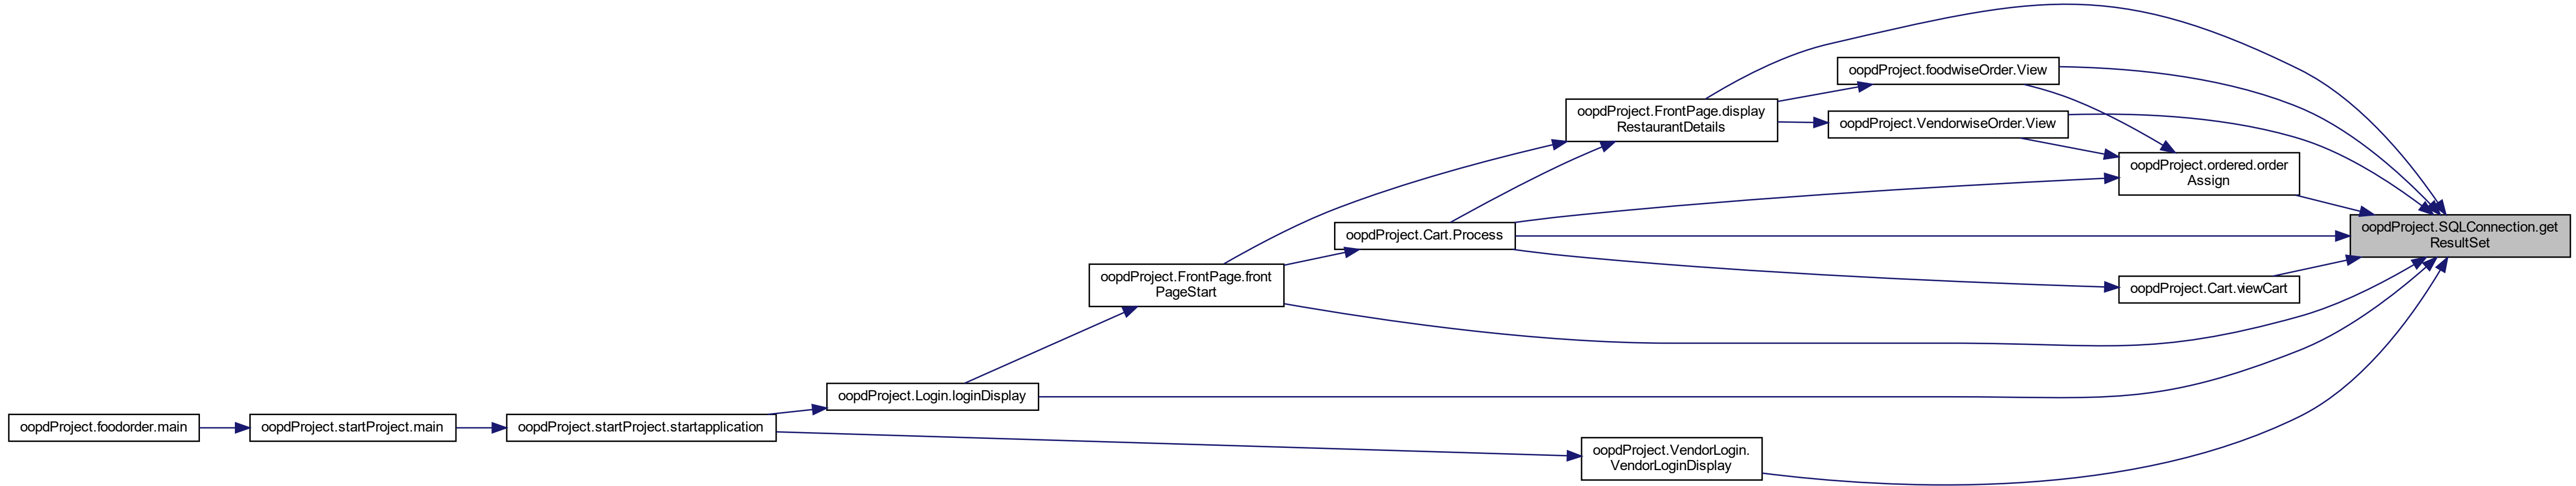 oopdProject.foodorder.main
oopdProject.startProject.main
oopdProject.startProject.startapplication
oopdProject.Login.loginDisplay
oopdProject.FrontPage.front
PageStart
oopdProject.Cart.Process
oopdProject.FrontPage.display
RestaurantDetails
oopdProject.VendorLogin.
VendorLoginDisplay
oopdProject.foodwiseOrder.View
oopdProject.VendorwiseOrder.View
oopdProject.ordered.order
Assign
oopdProject.Cart.viewCart
oopdProject.SQLConnection.get
ResultSet